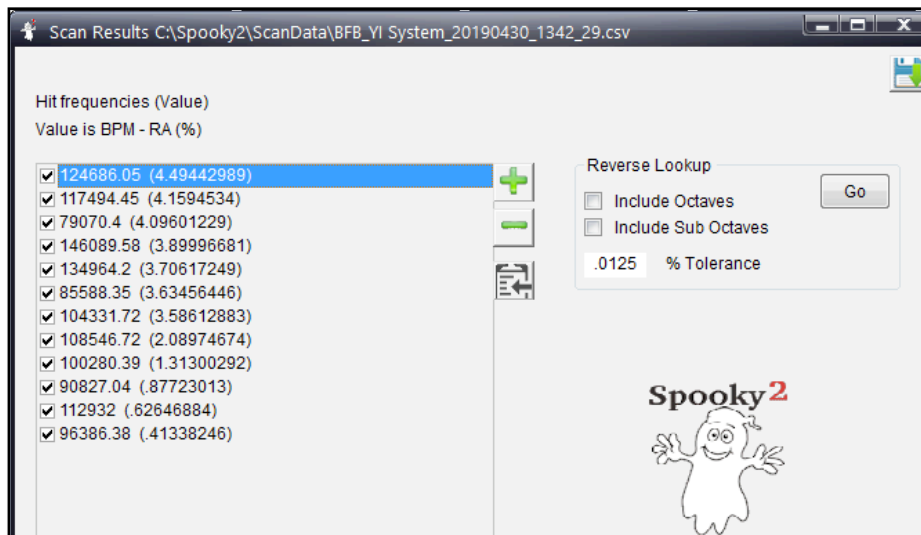 Scan Results C:\Spooky2\ScanData\BFB_YI System_20190430_1342_29.csv
Hit frequencies (Value)
Value is BPM - RA (%)
124686.05 (4.49442989)
117494.45 (4.1594534)
79070.4 (4.09601229)
146089.58 (3.89996681)
134964.2 (3.70617249)
85588.35 (3.63456446)
104331.72 (3.58612883)
108546.72 (2.08974674)
100280.39 (1.31300292)
90827.04 (.87723013)
112932 (.62646884)
96386.38 (.41338246)
Reverse Lookup
Include Octaves
Go
Include Sub Octaves
.0125 % Tolerance
Spooky2